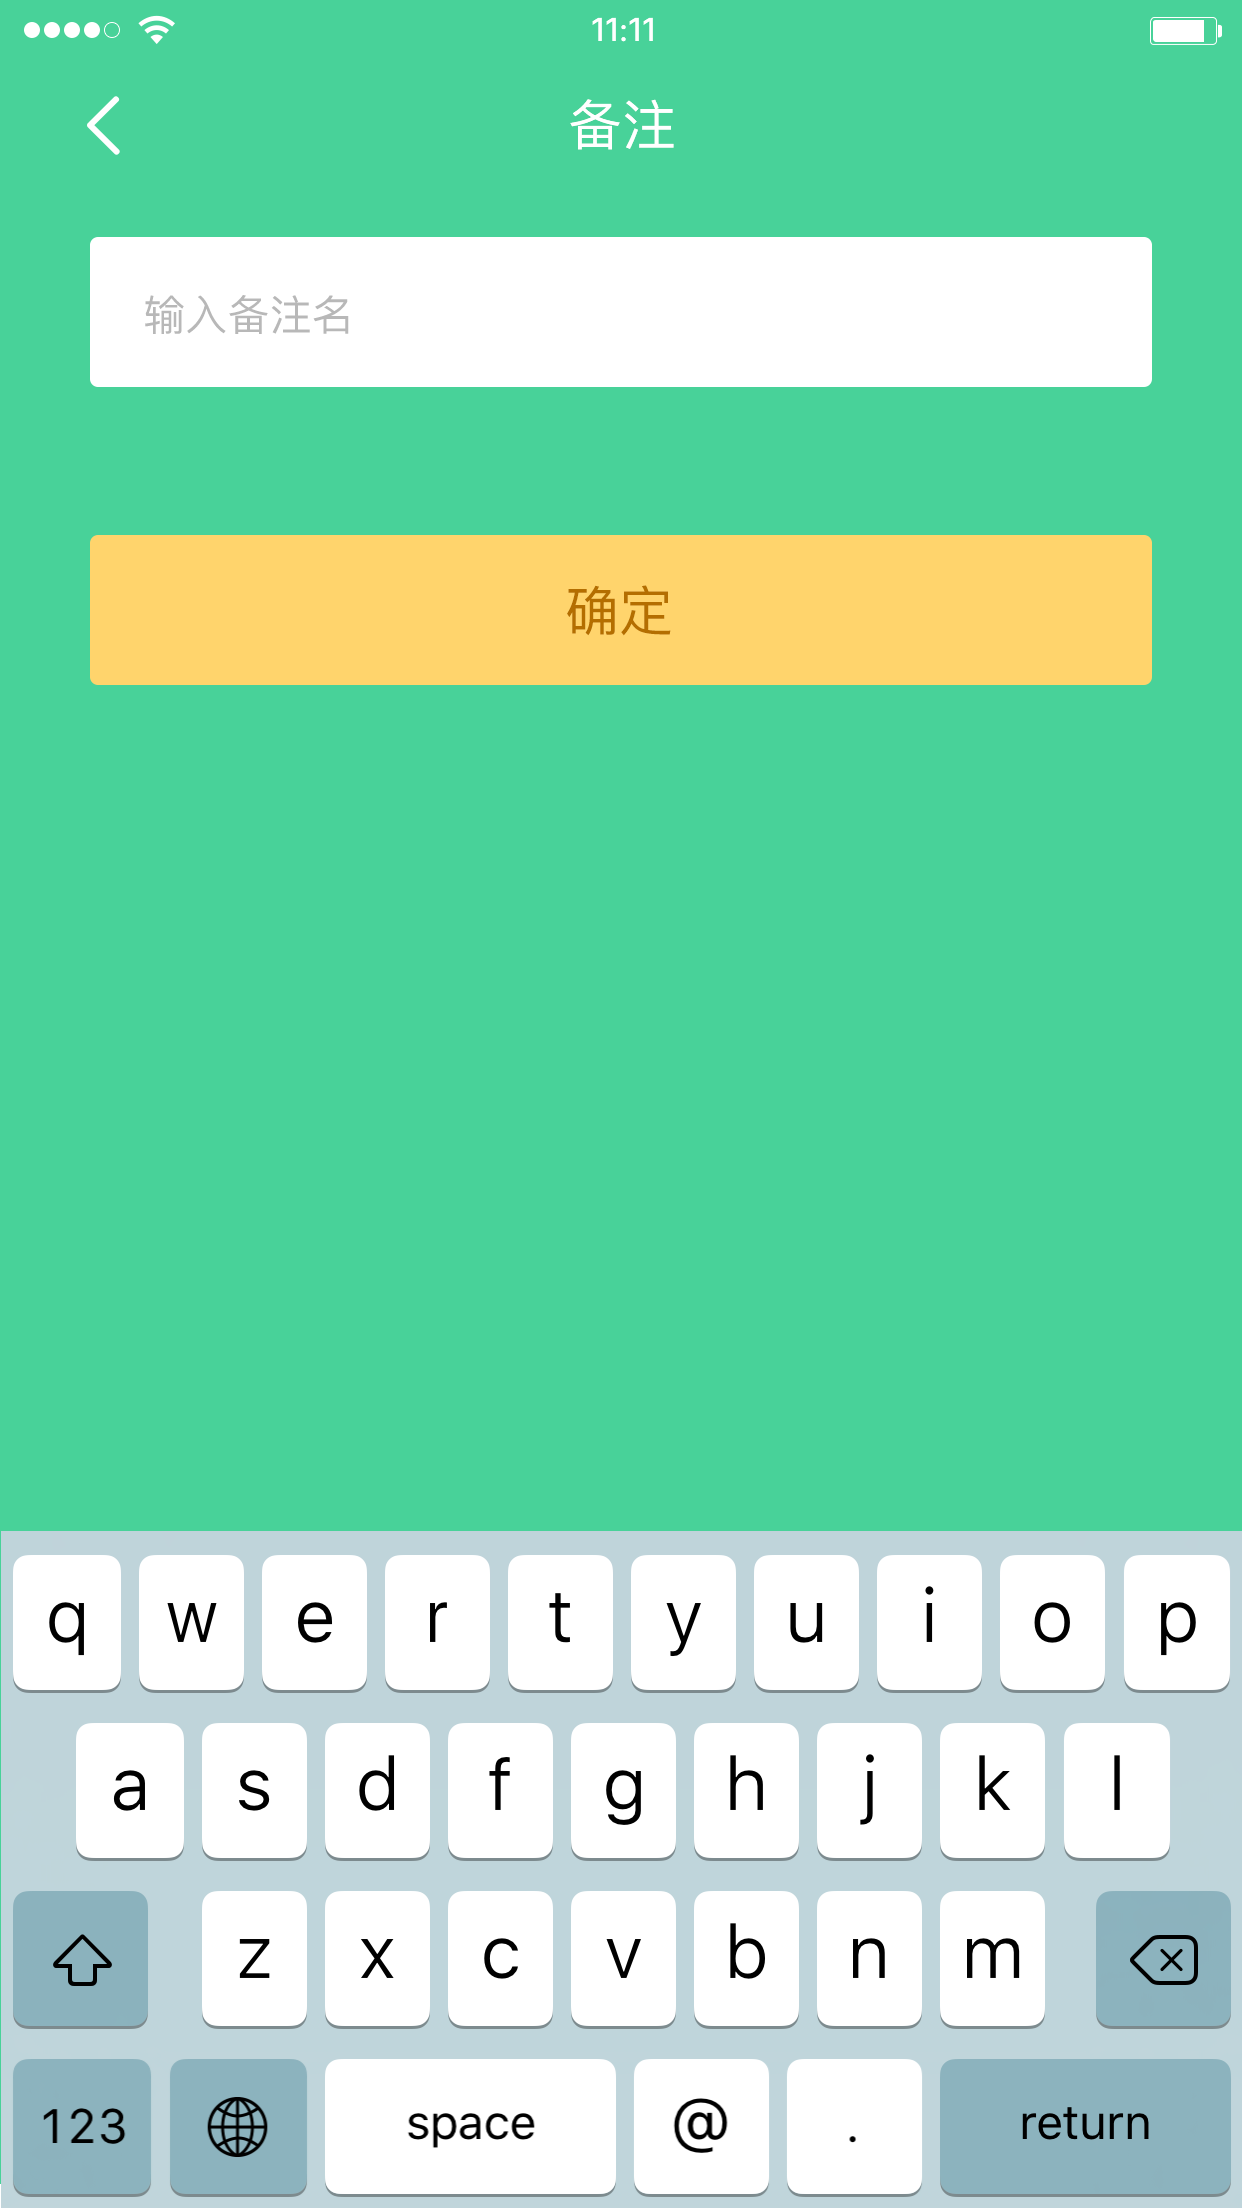 11:11
备注
输入备注名
确定
q w e r t y u i o p
a s d f g h j k l
z x c v b n m
123 space @ . return